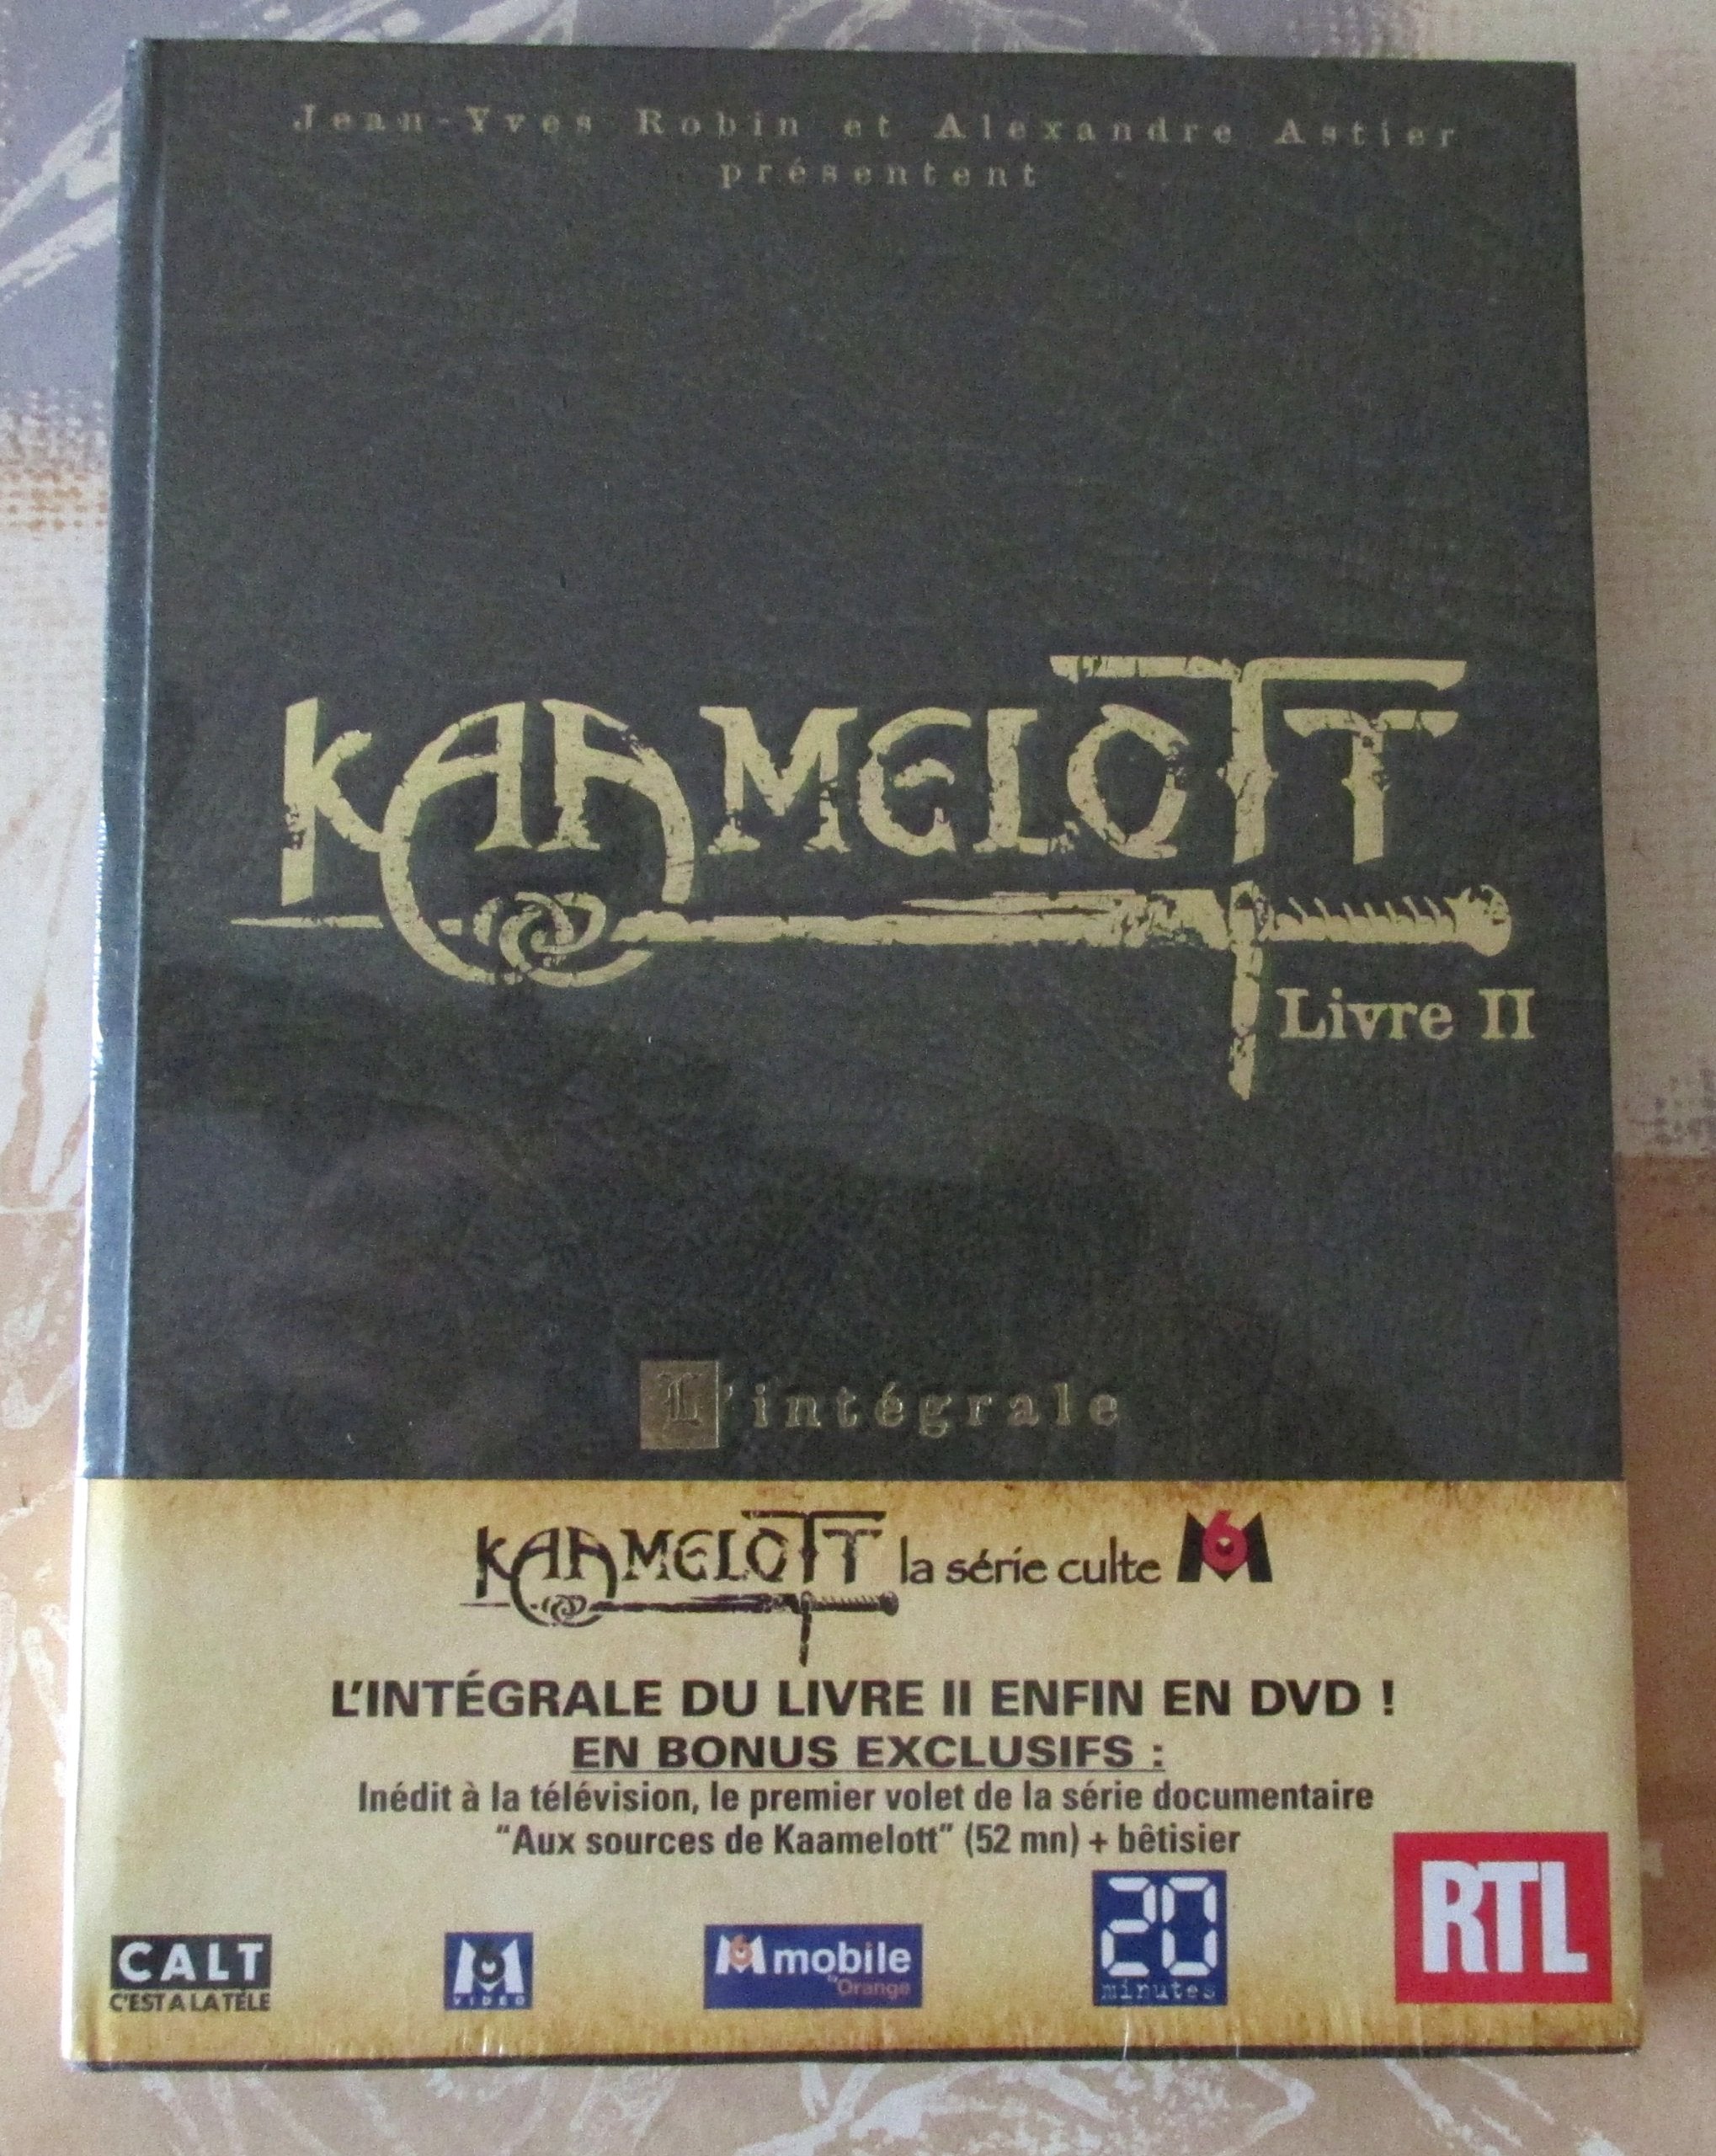 Jean-Yves Robin et Alexandre Astier
présentent
KAAMELOTT
Livre II
L'intégrale
KAAMELOTT la série culte M6
L'INTÉGRALE DU LIVRE II ENFIN EN DVD !
EN BONUS EXCLUSIFS :
Inédit à la télévision, le premier volet de la série documentaire
"Aux sources de Kaamelott" (52 mn) + bêtisier
CALT
C'EST A LA TÉLÉ
M6
VIDEO
M6 mobile
by Orange
20
minutes
RTL